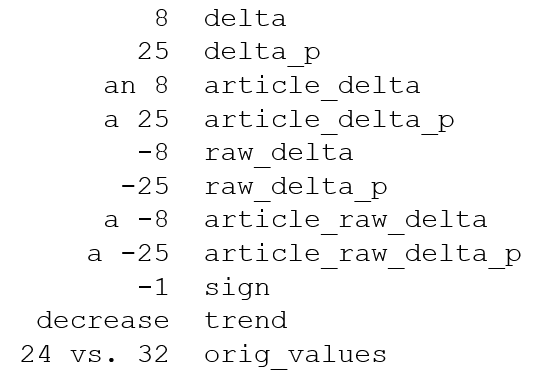 8 delta
25 delta_p
an 8 article_delta
a 25 article_delta_p
-8 raw_delta
-25 raw_delta_p
a -8 article_raw_delta
a -25 article_raw_delta_p
-1 sign
decrease trend
24 vs. 32 orig_values